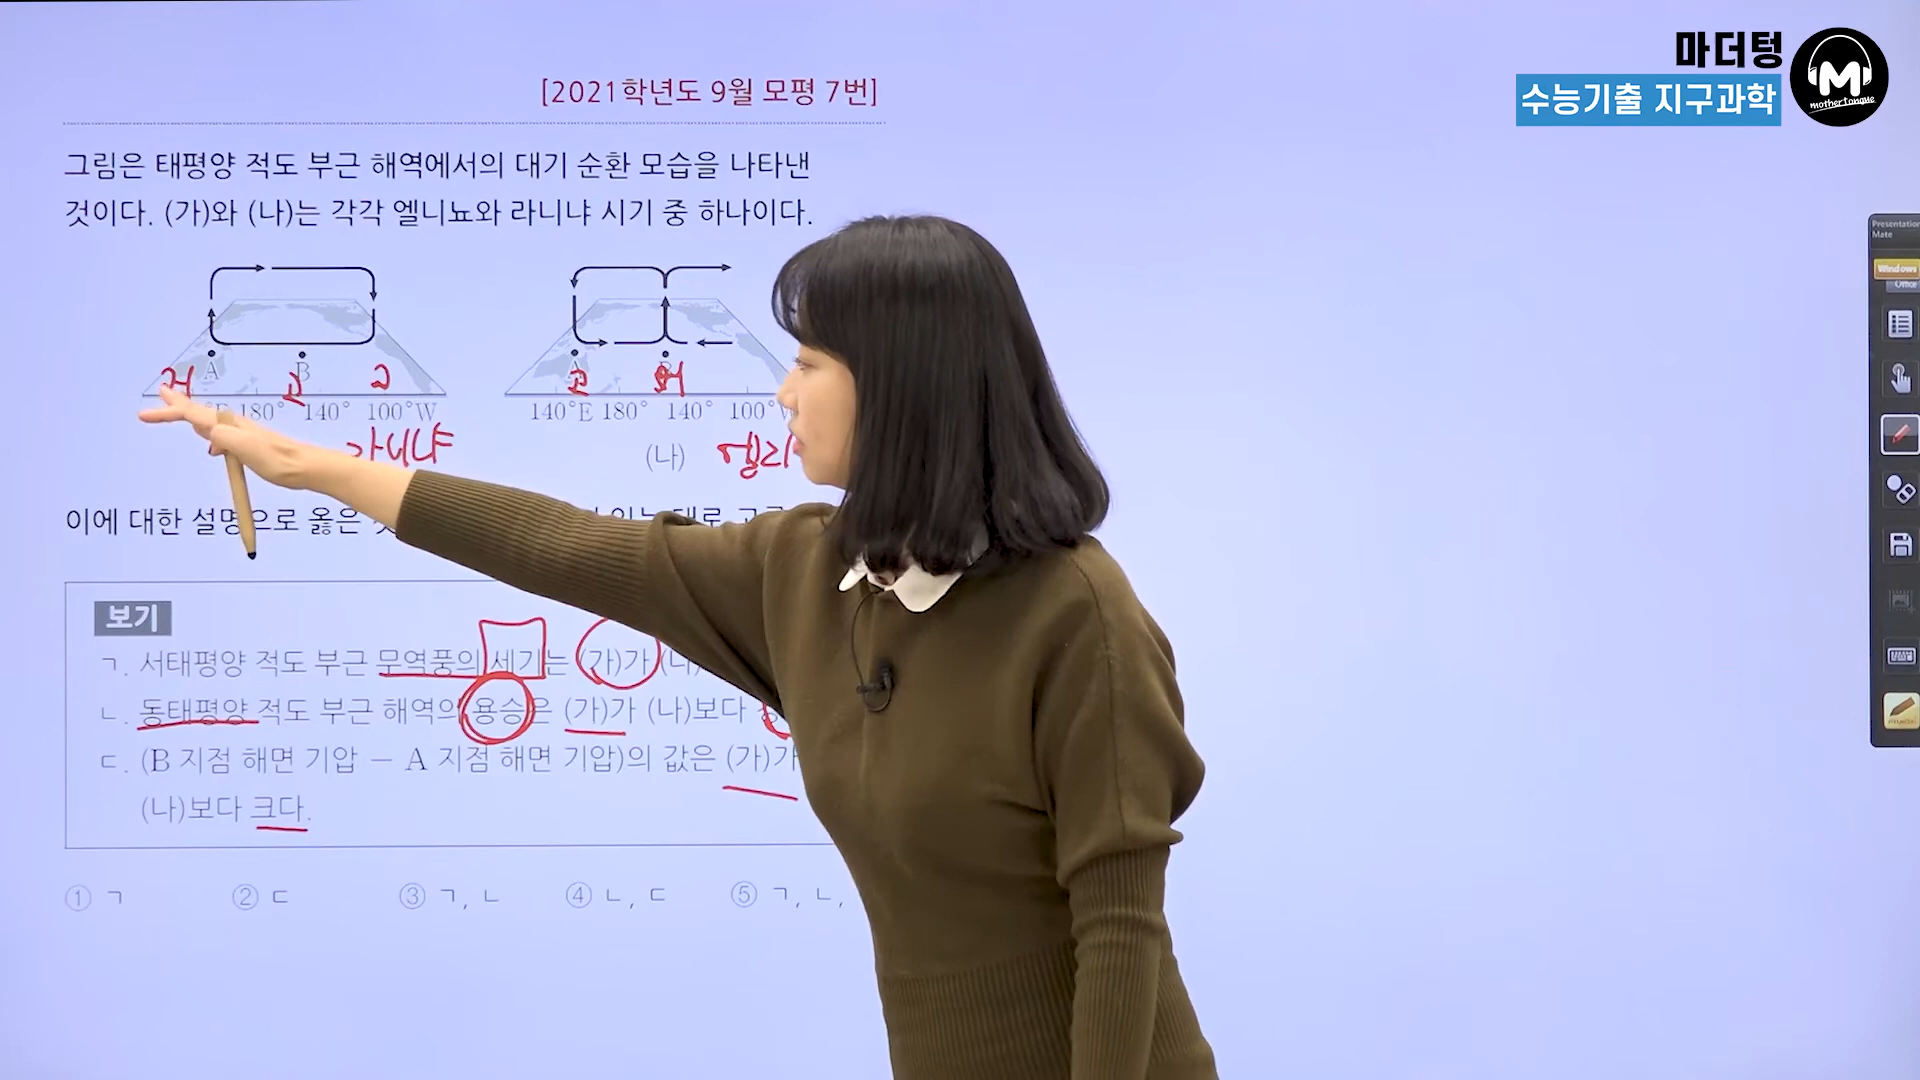 마더텅
수능기출 지구과학
M
mothertongue
[2021학년도 9월 모평 7번]
그림은 태평양 적도 부근 해역에서의 대기 순환 모습을 나타낸
것이다. (가)와 (나)는 각각 엘니뇨와 라니냐 시기 중 하나이다.
A B
저 고 고
180° 140° 100°W
라니냐
고 저
140°E 180° 140° 100°
(나) 엘
이에 대한 설명으로 옳은
보기
ㄱ. 서태평양 적도 부근 무역풍의 세기는 (가)가 (나)
ㄴ. 동태평양 적도 부근 해역의 용승은 (가)가 (나)보다
ㄷ. (B 지점 해면 기압 − A 지점 해면 기압)의 값은 (가)가
(나)보다 크다.
① ㄱ ② ㄷ ③ ㄱ, ㄴ ④ ㄴ, ㄷ ⑤ ㄱ, ㄴ,
Presentation
Mate
Windows
Office